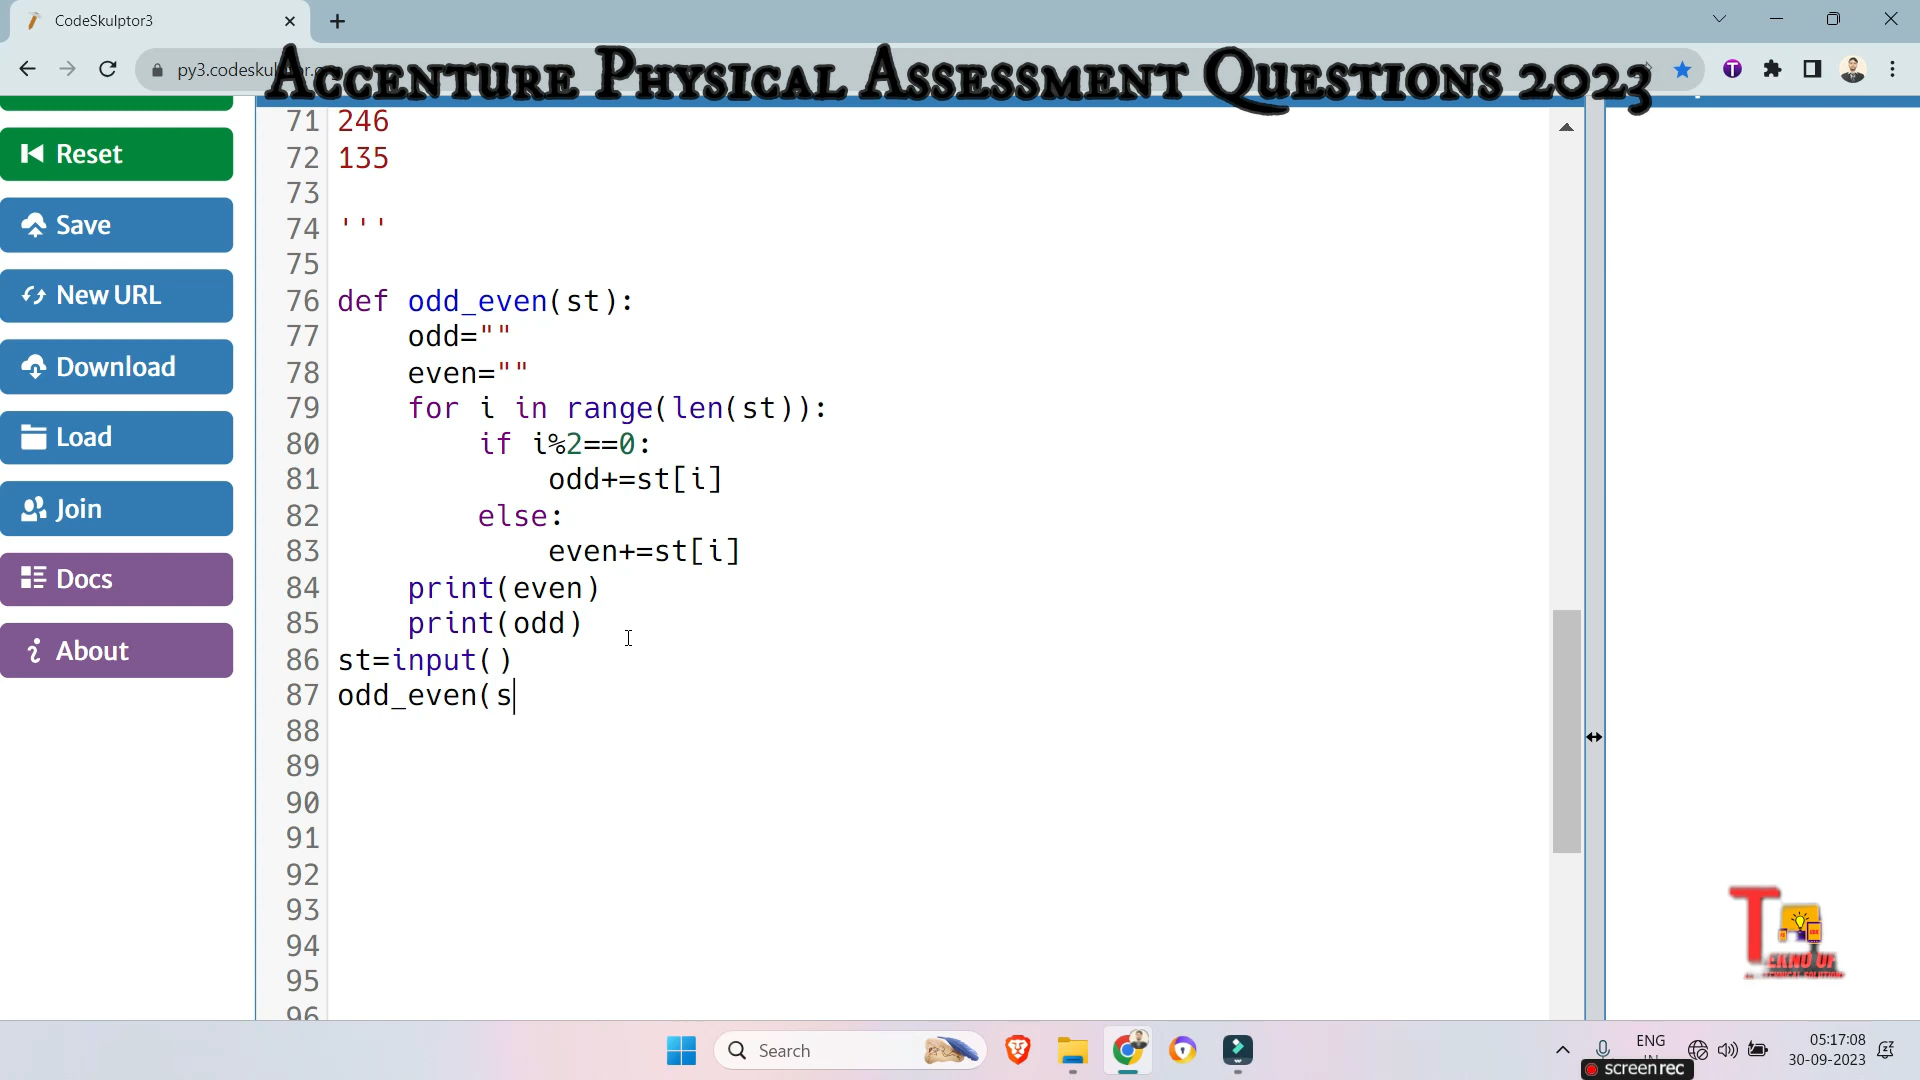 CodeSkulptor3
Accenture Physical Assessment Questions 2023
Reset
Save
New URL
Download
Load
Join
Docs
About
71 246
72 135
73
74 '''
75
76 def odd_even(st):
77 odd=""
78 even=""
79 for i in range(len(st)):
80 if i%2==0:
81 odd+=st[i]
82 else:
83 even+=st[i]
84 print(even)
85 print(odd)
86 st=input()
87 odd_even(s
88
89
90
91
92
93
94
95
96
Search
ENG
05:17:08
30-09-2023
screenrec